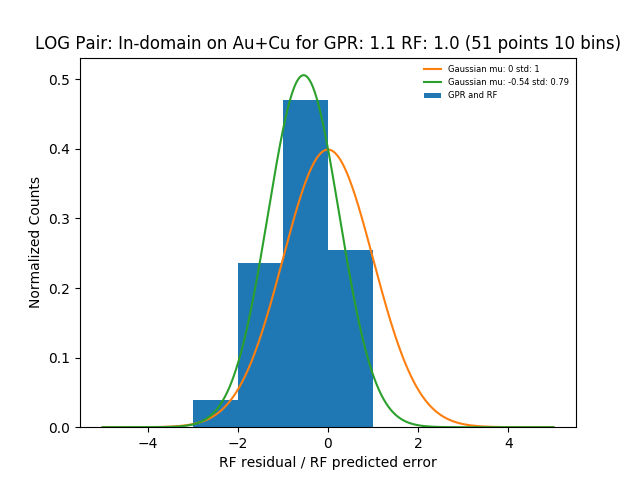 LOG Pair: In-domain on Au+Cu for GPR: 1.1 RF: 1.0 (51 points 10 bins)
Gaussian mu: 0 std: 1
Gaussian mu: -0.54 std: 0.79
GPR and RF
0.5
0.4
0.3
0.2
0.1
0.0
Normalized Counts
−4 −2 0 2 4
RF residual / RF predicted error